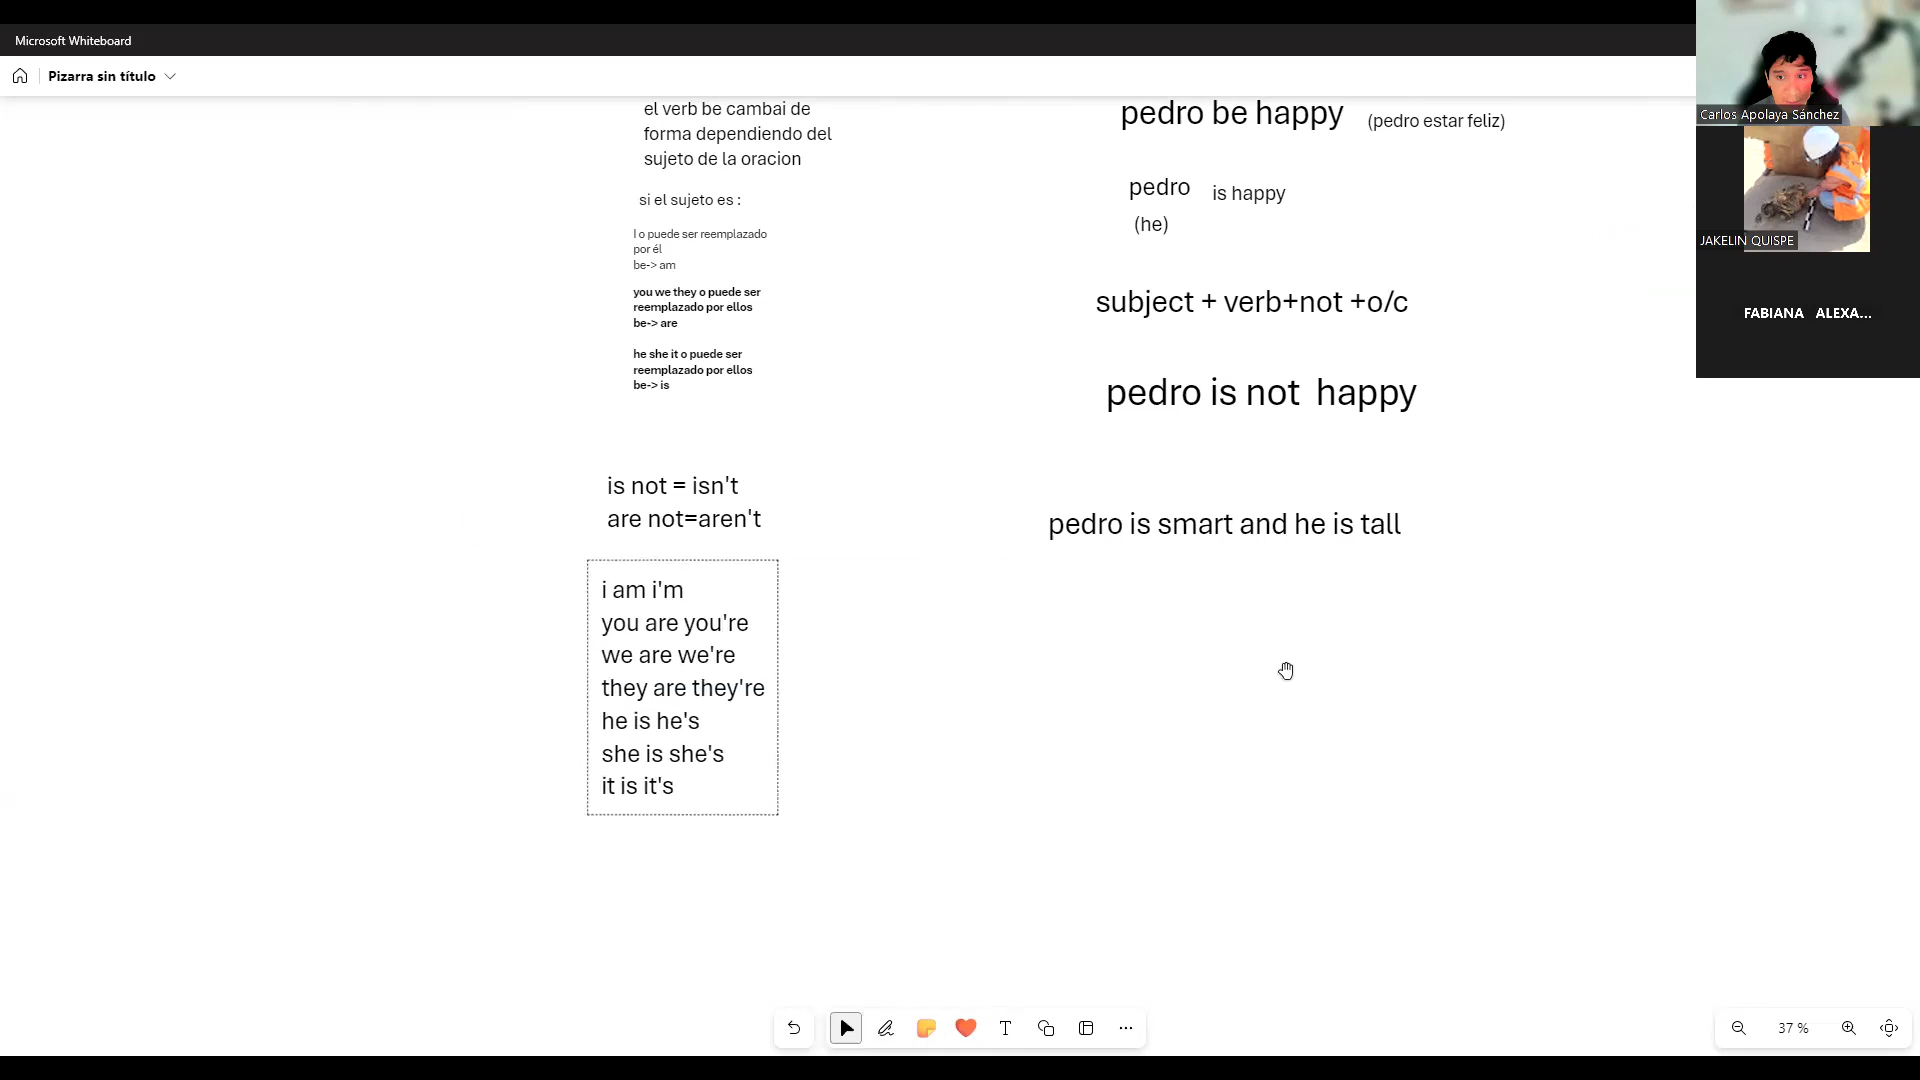 Microsoft Whiteboard
Pizarra sin título
el verb be cambai de
forma dependiendo del
sujeto de la oracion
si el sujeto es :
I o puede ser reemplazado
por él
be-> am
you we they o puede ser
reemplazado por ellos
be-> are
he she it o puede ser
reemplazado por ellos
be-> is
is not = isn't
are not=aren't
i am i'm
you are you're
we are we're
they are they're
he is he's
she is she's
it is it's
pedro be happy
(pedro estar feliz)
pedro
is happy
(he)
subject + verb+not +o/c
pedro is not happy
pedro is smart and he is tall
Carlos Apolaya Sánchez
JAKELIN QUISPE
FABIANA ALEXA...
37 %